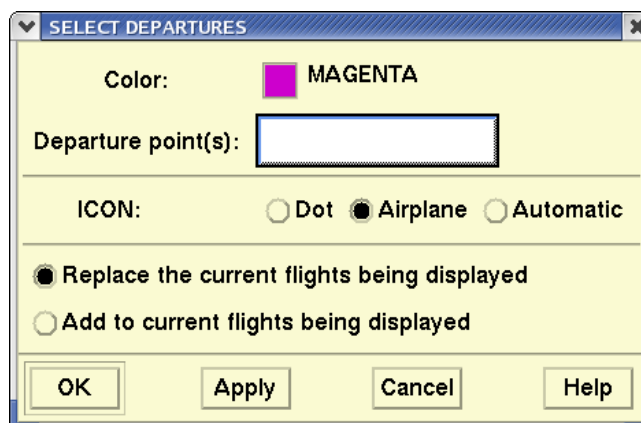 SELECT DEPARTURES
Color: MAGENTA
Departure point(s):
ICON: Dot Airplane Automatic
Replace the current flights being displayed
Add to current flights being displayed
OK Apply Cancel Help